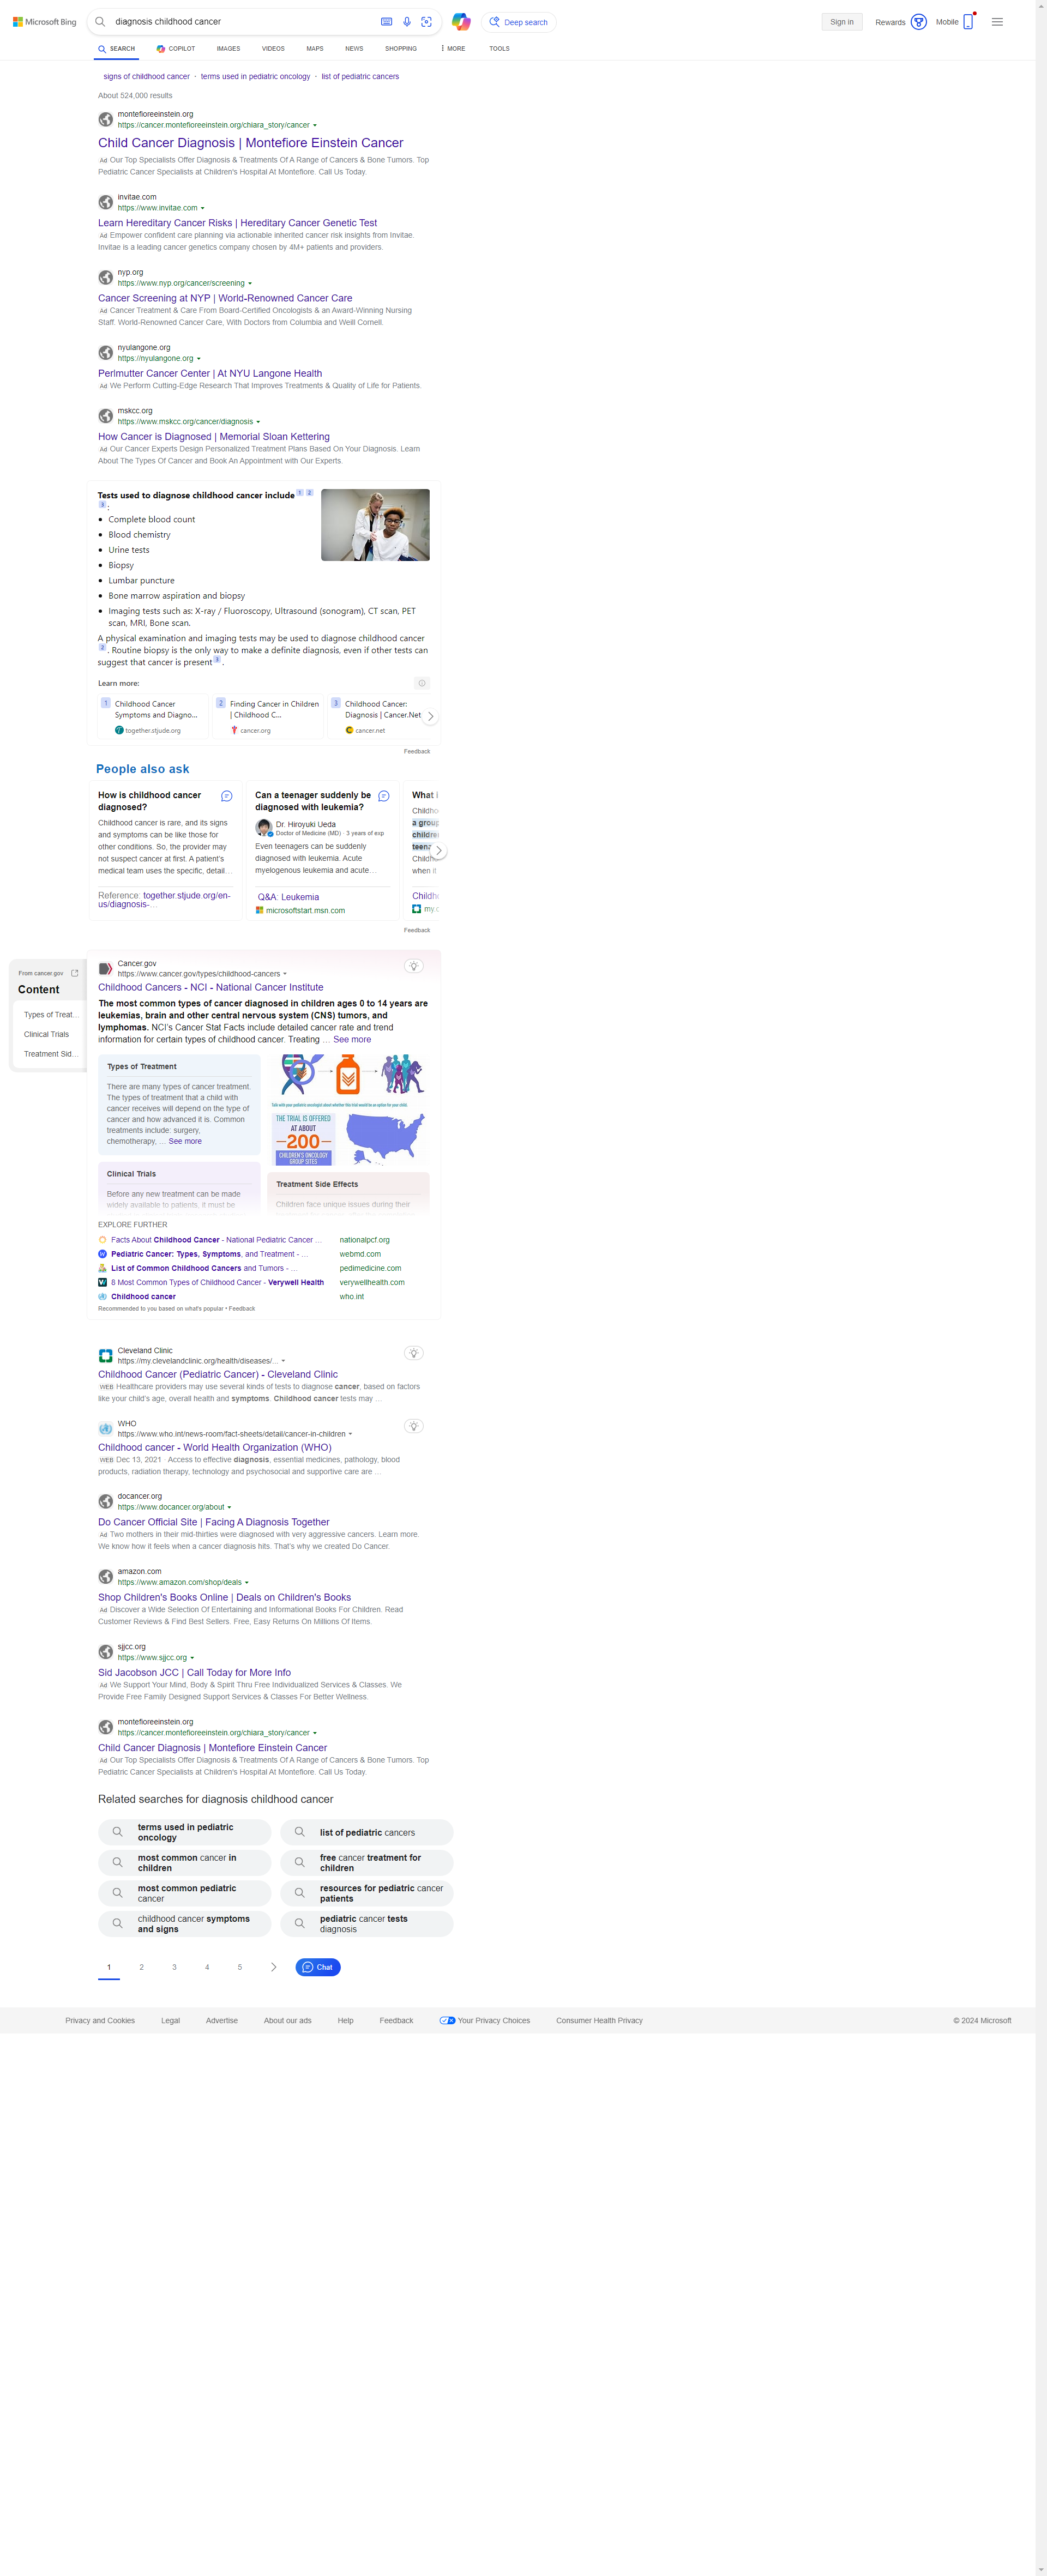 Microsoft Bing
diagnosis childhood cancer
Deep search
Sign in
Rewards
Mobile
SEARCH
COPILOT
IMAGES
VIDEOS
MAPS
NEWS
SHOPPING
MORE
TOOLS
signs of childhood cancer · terms used in pediatric oncology · list of pediatric cancers
About 524,000 results
montefioreeinstein.org
https://cancer.montefioreeinstein.org/chiara_story/cancer
Child Cancer Diagnosis | Montefiore Einstein Cancer
Ad Our Top Specialists Offer Diagnosis & Treatments Of A Range of Cancers & Bone Tumors. Top
Pediatric Cancer Specialists at Children's Hospital At Montefiore. Call Us Today.
invitae.com
https://www.invitae.com
Learn Hereditary Cancer Risks | Hereditary Cancer Genetic Test
Ad Empower confident care planning via actionable inherited cancer risk insights from Invitae.
Invitae is a leading cancer genetics company chosen by 4M+ patients and providers.
nyp.org
https://www.nyp.org/cancer/screening
Cancer Screening at NYP | World-Renowned Cancer Care
Ad Cancer Treatment & Care From Board-Certified Oncologists & an Award-Winning Nursing
Staff. World-Renowned Cancer Care, With Doctors from Columbia and Weill Cornell.
nyulangone.org
https://nyulangone.org
Perlmutter Cancer Center | At NYU Langone Health
Ad We Perform Cutting-Edge Research That Improves Treatments & Quality of Life for Patients.
mskcc.org
https://www.mskcc.org/cancer/diagnosis
How Cancer is Diagnosed | Memorial Sloan Kettering
Ad Our Cancer Experts Design Personalized Treatment Plans Based On Your Diagnosis. Learn
About The Types Of Cancer and Book An Appointment with Our Experts.
Tests used to diagnose childhood cancer include 1 2
3 :
Complete blood count
Blood chemistry
Urine tests
Biopsy
Lumbar puncture
Bone marrow aspiration and biopsy
Imaging tests such as: X-ray / Fluoroscopy, Ultrasound (sonogram), CT scan, PET
scan, MRI, Bone scan.
A physical examination and imaging tests may be used to diagnose childhood cancer
2 . Routine biopsy is the only way to make a definite diagnosis, even if other tests can
suggest that cancer is present 3 .
Learn more:
1 Childhood Cancer
Symptoms and Diagno...
together.stjude.org
2 Finding Cancer in Children
| Childhood C...
cancer.org
3 Childhood Cancer:
Diagnosis | Cancer.Net
cancer.net
Feedback
People also ask
How is childhood cancer
diagnosed?
Childhood cancer is rare, and its signs
and symptoms can be like those for
other conditions. So, the provider may
not suspect cancer at first. A patient's
medical team uses the specific, detail...
Reference: together.stjude.org/en-
us/diagnosis-...
Can a teenager suddenly be
diagnosed with leukemia?
Dr. Hiroyuki Ueda
Doctor of Medicine (MD) · 3 years of exp
Even teenagers can be suddenly
diagnosed with leukemia. Acute
myelogenous leukemia and acute...
Q&A: Leukemia
microsoftstart.msn.com
What i
Childho
a group
childre
teena
Childh
when it
Childh
my.c
Feedback
From cancer.gov
Content
Types of Treat...
Clinical Trials
Treatment Sid...
Cancer.gov
https://www.cancer.gov/types/childhood-cancers
Childhood Cancers - NCI - National Cancer Institute
The most common types of cancer diagnosed in children ages 0 to 14 years are
leukemias, brain and other central nervous system (CNS) tumors, and
lymphomas. NCI's Cancer Stat Facts include detailed cancer rate and trend
information for certain types of childhood cancer. Treating ... See more
Types of Treatment
There are many types of cancer treatment.
The types of treatment that a child with
cancer receives will depend on the type of
cancer and how advanced it is. Common
treatments include: surgery,
chemotherapy, ... See more
Talk with your pediatric oncologist about whether this trial would be an option for your child.
THE TRIAL IS OFFERED
AT ABOUT
200
CHILDREN'S ONCOLOGY
GROUP SITES
Clinical Trials
Before any new treatment can be made
widely available to patients, it must be
Treatment Side Effects
Children face unique issues during their
EXPLORE FURTHER
Facts About Childhood Cancer - National Pediatric Cancer ... nationalpcf.org
Pediatric Cancer: Types, Symptoms, and Treatment - ... webmd.com
List of Common Childhood Cancers and Tumors - ... pedimedicine.com
8 Most Common Types of Childhood Cancer - Verywell Health verywellhealth.com
Childhood cancer who.int
Recommended to you based on what's popular • Feedback
Cleveland Clinic
https://my.clevelandclinic.org/health/diseases/...
Childhood Cancer (Pediatric Cancer) - Cleveland Clinic
WEB Healthcare providers may use several kinds of tests to diagnose cancer, based on factors
like your child's age, overall health and symptoms. Childhood cancer tests may ...
WHO
https://www.who.int/news-room/fact-sheets/detail/cancer-in-children
Childhood cancer - World Health Organization (WHO)
WEB Dec 13, 2021 · Access to effective diagnosis, essential medicines, pathology, blood
products, radiation therapy, technology and psychosocial and supportive care are ...
docancer.org
https://www.docancer.org/about
Do Cancer Official Site | Facing A Diagnosis Together
Ad Two mothers in their mid-thirties were diagnosed with very aggressive cancers. Learn more.
We know how it feels when a cancer diagnosis hits. That's why we created Do Cancer.
amazon.com
https://www.amazon.com/shop/deals
Shop Children's Books Online | Deals on Children's Books
Ad Discover a Wide Selection Of Entertaining and Informational Books For Children. Read
Customer Reviews & Find Best Sellers. Free, Easy Returns On Millions Of Items.
sjjcc.org
https://www.sjjcc.org
Sid Jacobson JCC | Call Today for More Info
Ad We Support Your Mind, Body & Spirit Thru Free Individualized Services & Classes. We
Provide Free Family Designed Support Services & Classes For Better Wellness.
montefioreeinstein.org
https://cancer.montefioreeinstein.org/chiara_story/cancer
Child Cancer Diagnosis | Montefiore Einstein Cancer
Ad Our Top Specialists Offer Diagnosis & Treatments Of A Range of Cancers & Bone Tumors. Top
Pediatric Cancer Specialists at Children's Hospital At Montefiore. Call Us Today.
Related searches for diagnosis childhood cancer
terms used in pediatric
oncology
list of pediatric cancers
most common cancer in
children
free cancer treatment for
children
most common pediatric
cancer
resources for pediatric cancer
patients
childhood cancer symptoms
and signs
pediatric cancer tests
diagnosis
1 2 3 4 5
Chat
Privacy and Cookies
Legal
Advertise
About our ads
Help
Feedback
Your Privacy Choices
Consumer Health Privacy
© 2024 Microsoft